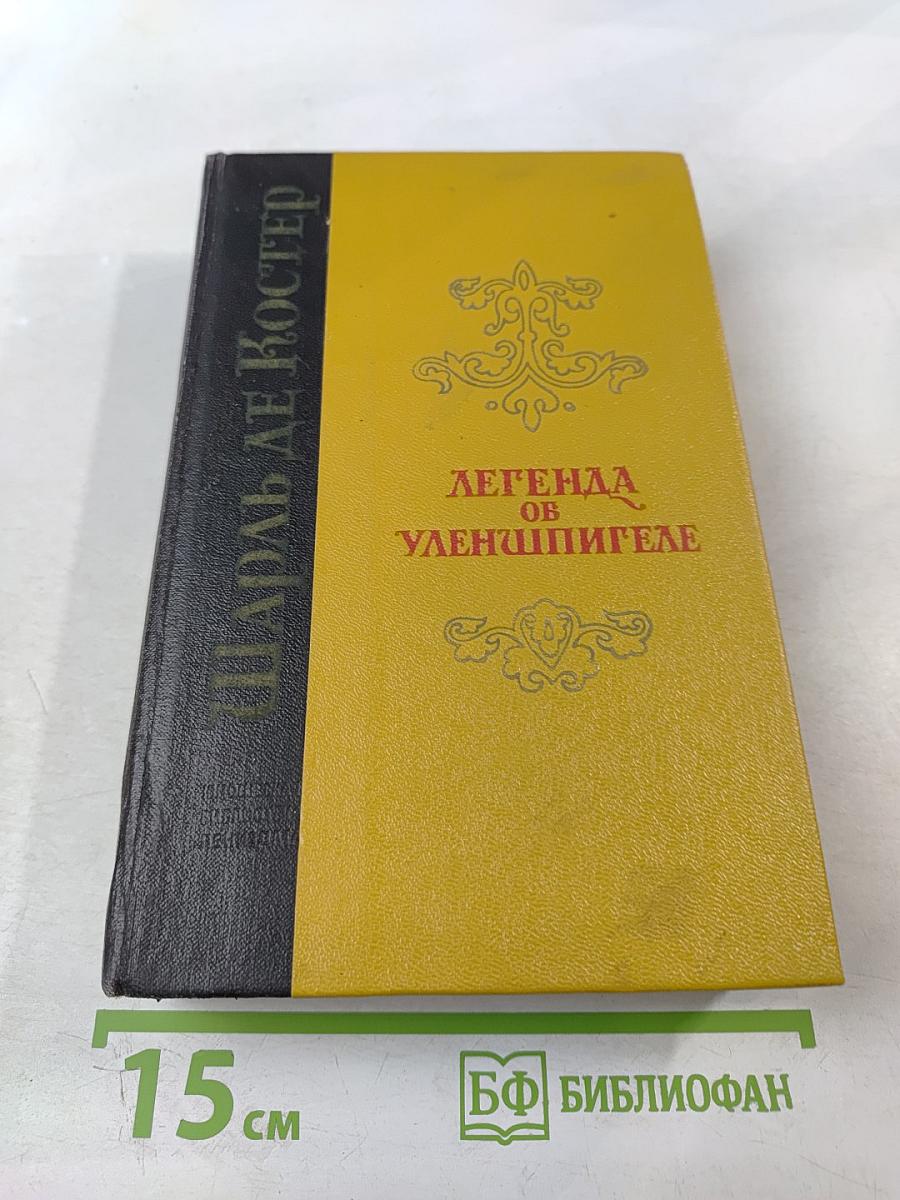 Шарль де Костер
ЛЕГЕНДА
ОБ
УЛЕНШПИГЕЛЕ
15 см
БФ БИБЛИОФАН